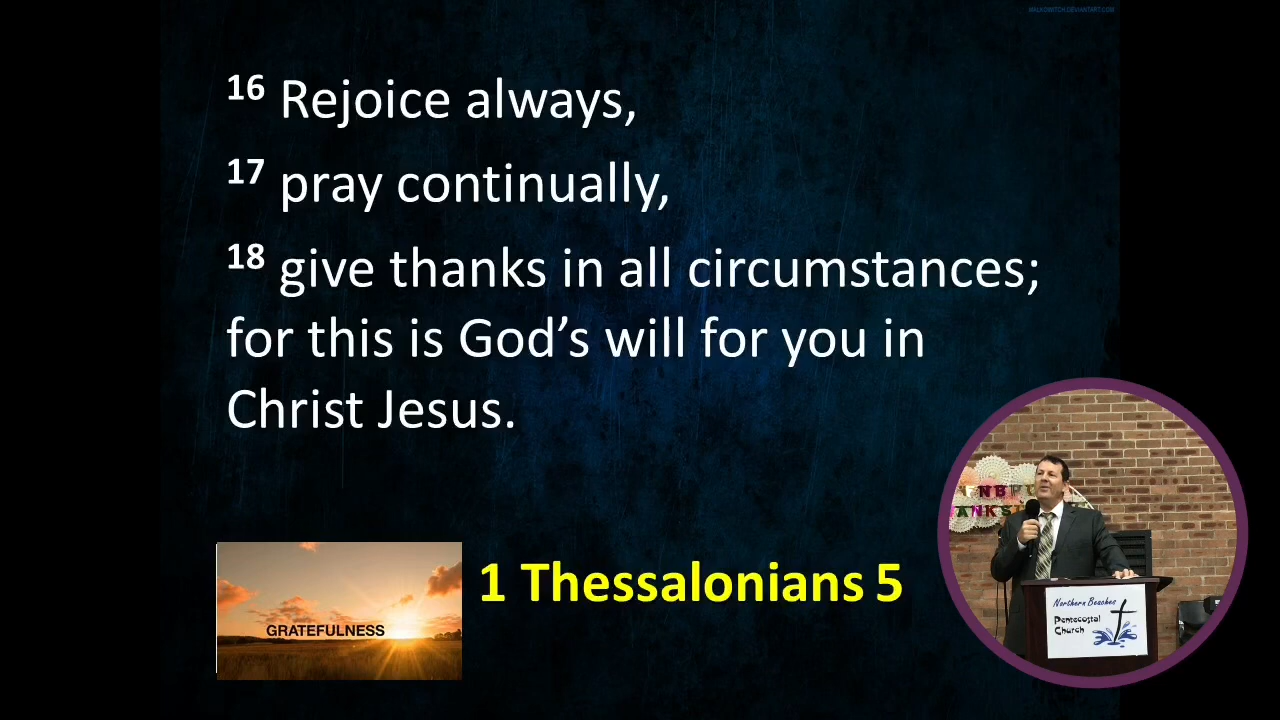 16 Rejoice always,
17 pray continually,
18 give thanks in all circumstances;
for this is God’s will for you in
Christ Jesus.
GRATEFULNESS
1 Thessalonians 5
Northern Beaches
Pentecostal
Church